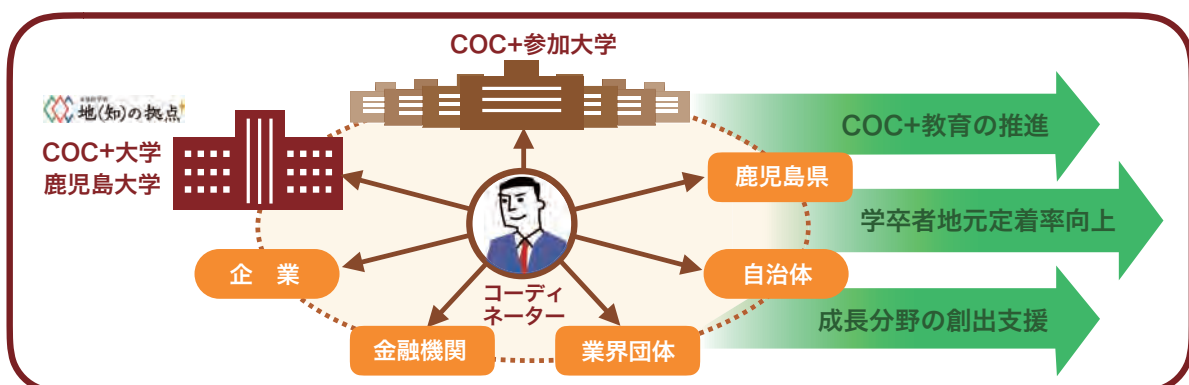 COC+参加大学
地(知)の拠点
COC+大学
鹿児島大学
COC+教育の推進
鹿児島県
学卒者地元定着率向上
企 業
コーディ
ネーター
自治体
成長分野の創出支援
金融機関
業界団体